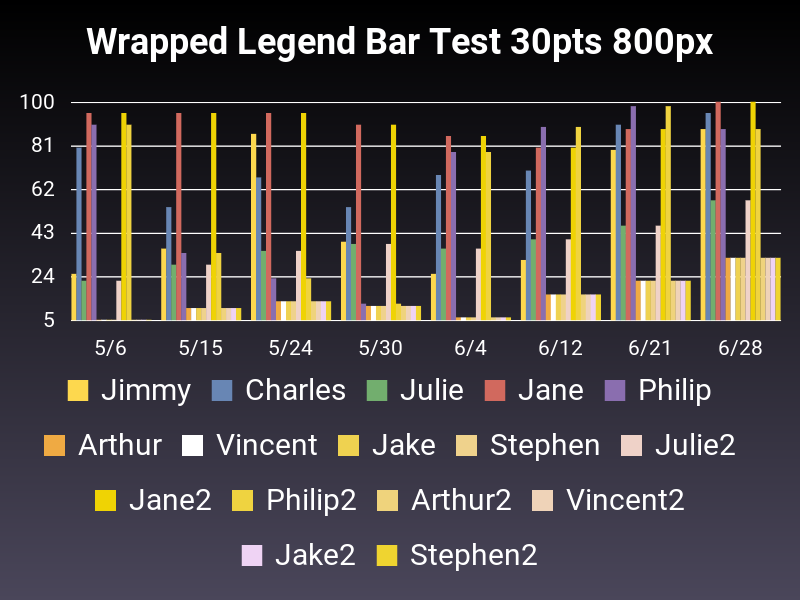 Wrapped Legend Bar Test 30pts 800px
100
81
62
43
24
5
5/6 5/15 5/24 5/30 6/4 6/12 6/21 6/28
Jimmy Charles Julie Jane Philip
Arthur Vincent Jake Stephen Julie2
Jane2 Philip2 Arthur2 Vincent2
Jake2 Stephen2